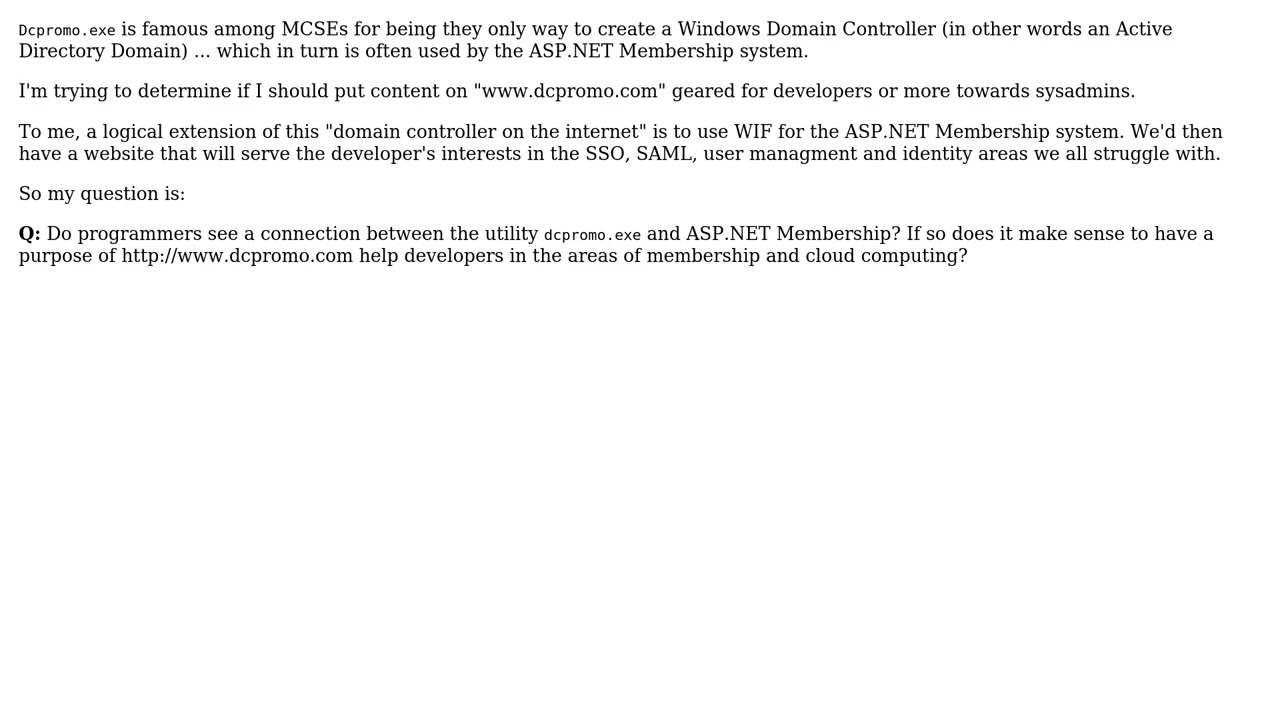 Dcpromo.exe is famous among MCSEs for being they only way to create a Windows Domain Controller (in other words an Active
Directory Domain) ... which in turn is often used by the ASP.NET Membership system.
I'm trying to determine if I should put content on "www.dcpromo.com" geared for developers or more towards sysadmins.
To me, a logical extension of this "domain controller on the internet" is to use WIF for the ASP.NET Membership system. We'd then
have a website that will serve the developer's interests in the SSO, SAML, user managment and identity areas we all struggle with.
So my question is:
Q: Do programmers see a connection between the utility dcpromo.exe and ASP.NET Membership? If so does it make sense to have a
purpose of http://www.dcpromo.com help developers in the areas of membership and cloud computing?